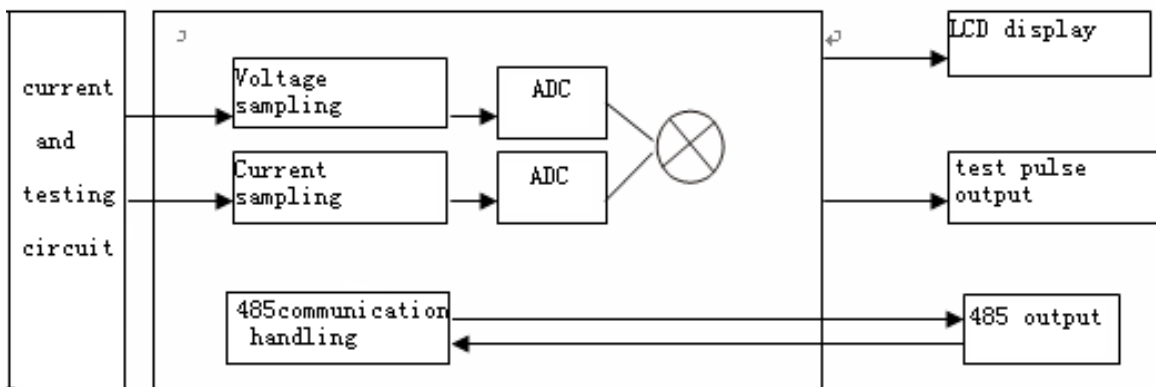 current
and
testing
circuit
Voltage
sampling
ADC
Current
sampling
ADC
485communication
handling
LCD display
test pulse
output
485 output